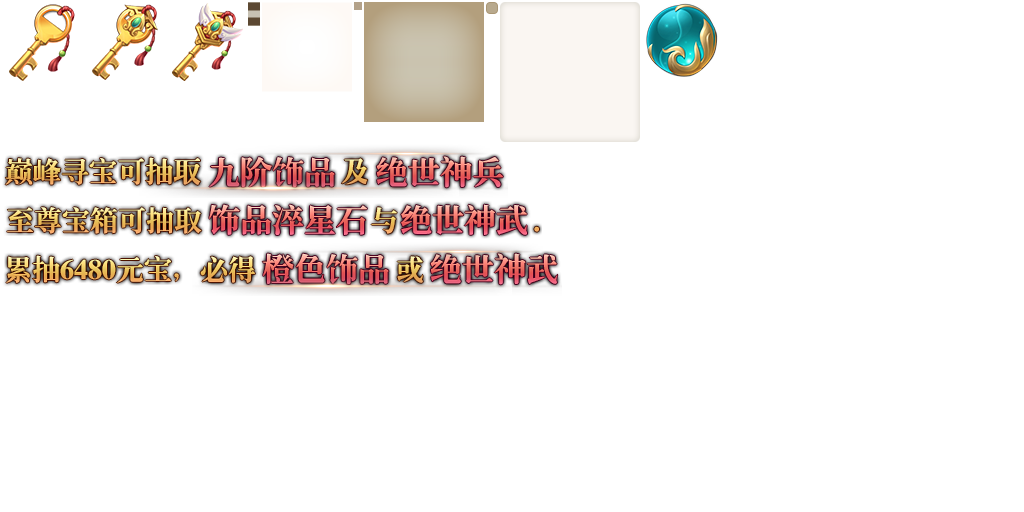 巅峰寻宝可抽取九阶饰品及绝世神兵
至尊宝箱可抽取饰品淬星石与绝世神武.
累抽6480元宝,必得橙色饰品或绝世神武